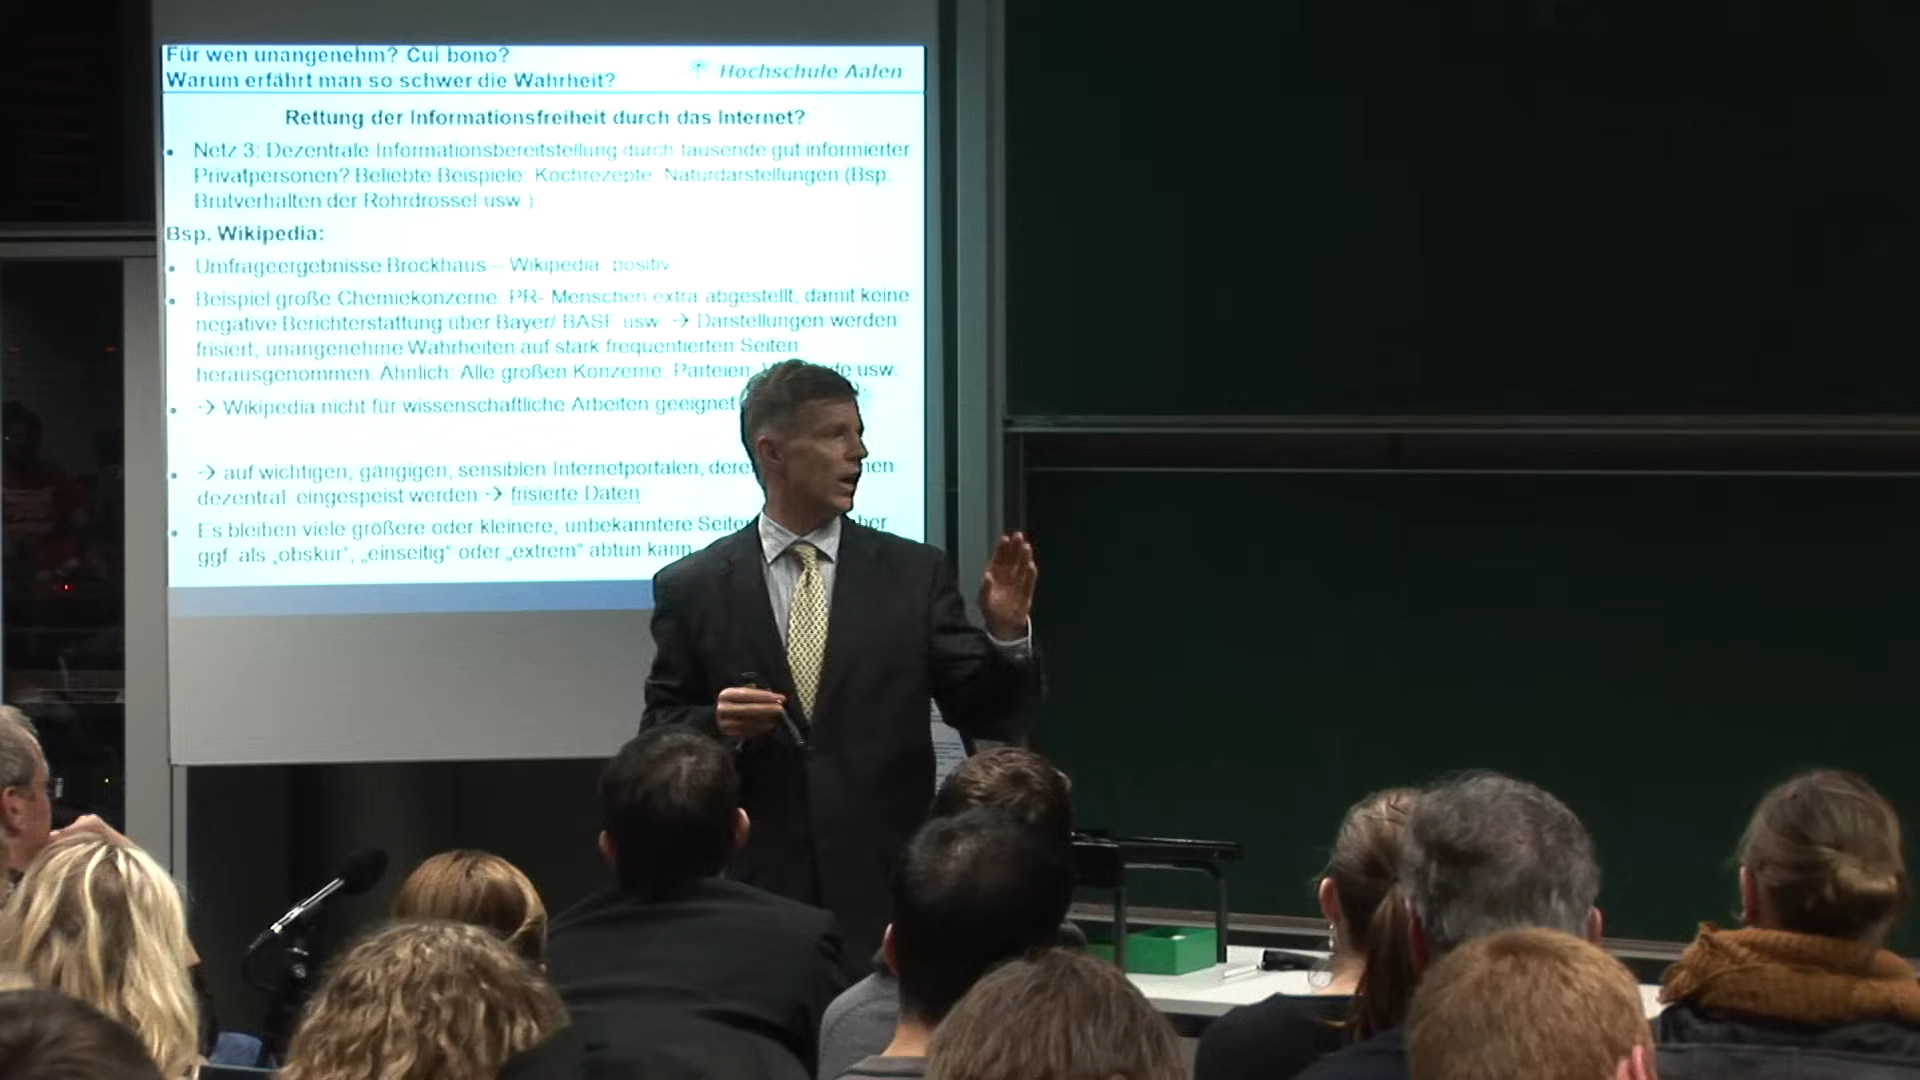 Für wen unangenehm? Cui bono?
Warum erfährt man so schwer die Wahrheit?
Hochschule Aalen
Rettung der Informationsfreiheit durch das Internet?
• Netz 3: Dezentrale Informationsbereitstellung durch tausende gut informierter
Privatpersonen? Beliebte Beispiele: Kochrezepte, Naturdarstellungen (Bsp.
Brutverhalten der Rohrdrossel usw.)
Bsp. Wikipedia:
• Umfrageergebnisse Brockhaus – Wikipedia: positiv
• Beispiel große Chemiekonzerne: PR- Menschen extra abgestellt, damit keine
negative Berichterstattung über Bayer/ BASF usw. → Darstellungen werden
frisiert, unangenehme Wahrheiten auf stark frequentierten Seiten
herausgenommen. Ähnlich: Alle großen Konzerne, Parteien, usw.
• → Wikipedia nicht für wissenschaftliche Arbeiten geeignet
• → auf wichtigen, gängigen, sensiblen Internetportalen,
dezentral eingespeist werden → frisierte Daten
• Es bleiben viele größere oder kleinere, unbekanntere
ggf. als „obskur“, „einseitig“ oder „extrem“ abtun kann